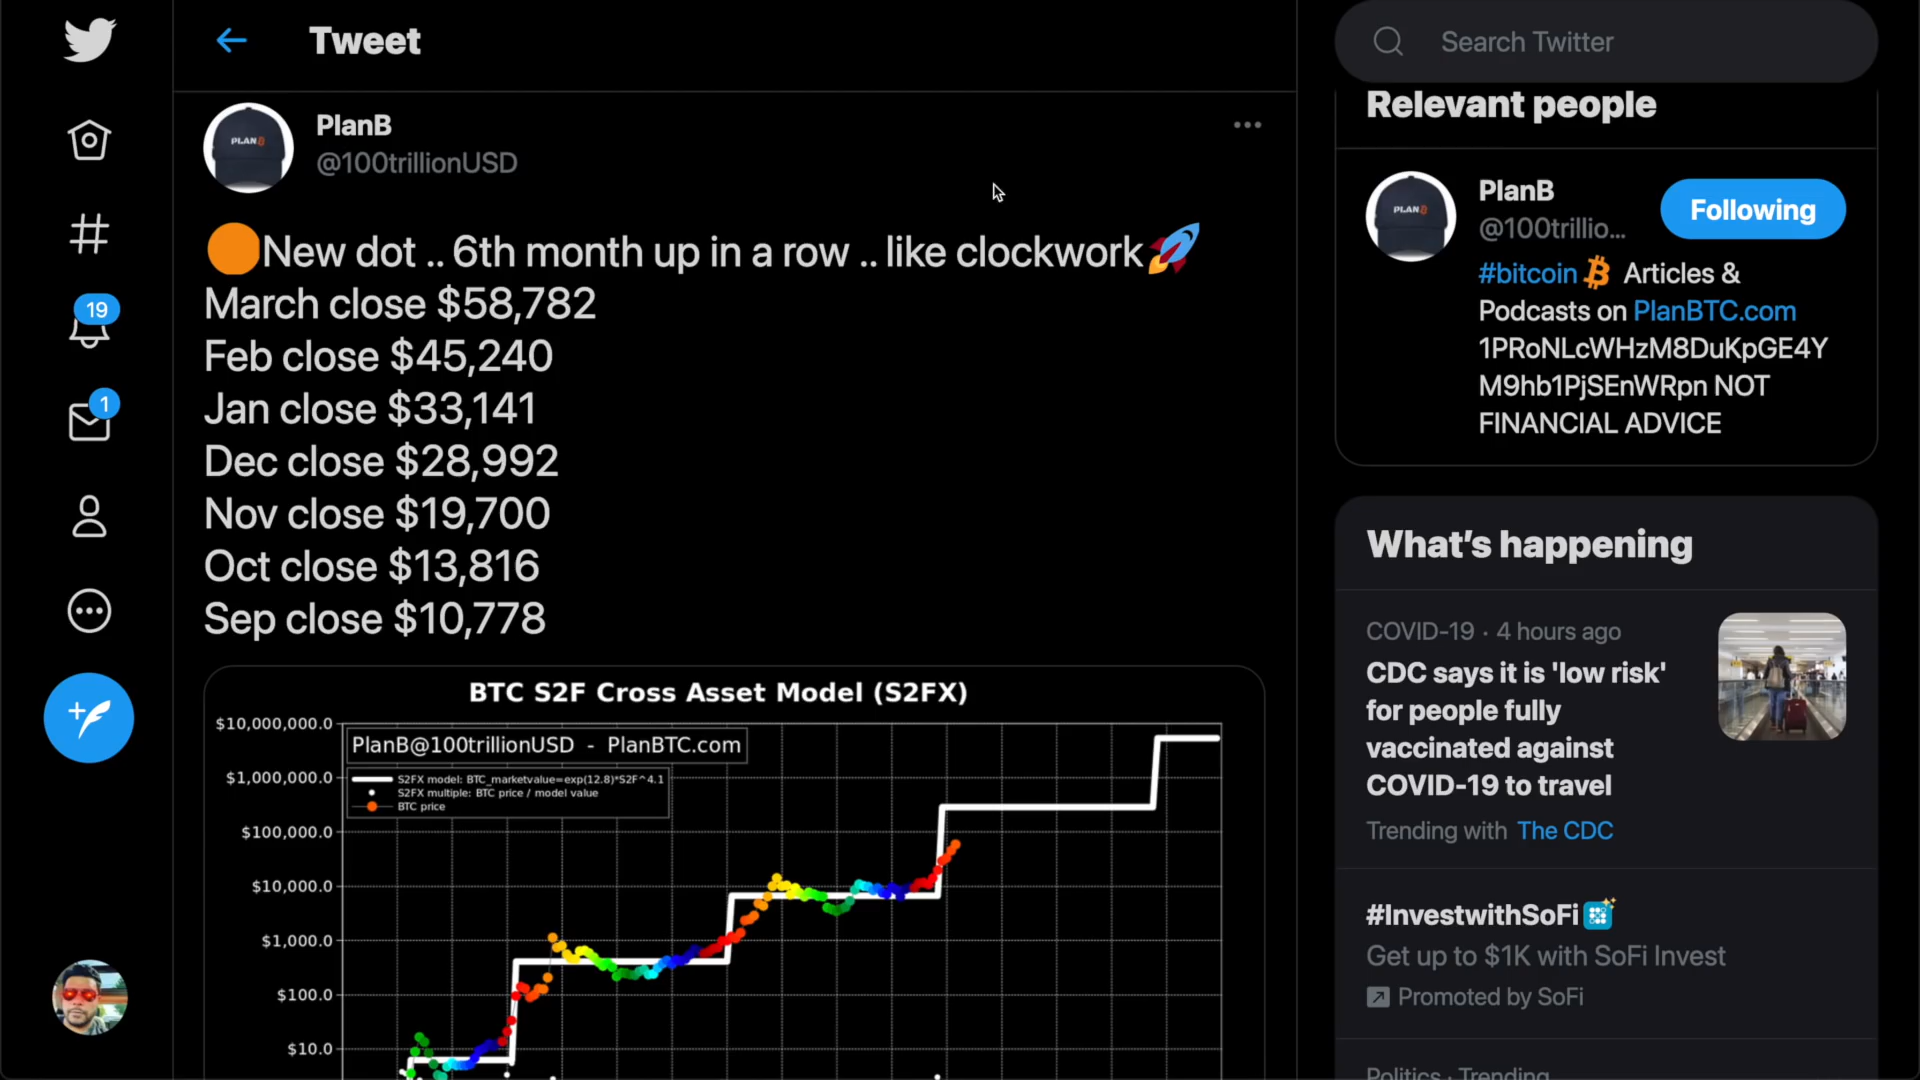 Tweet
PlanB
@100trillionUSD
New dot .. 6th month up in a row .. like clockwork
March close $58,782
Feb close $45,240
Jan close $33,141
Dec close $28,992
Nov close $19,700
Oct close $13,816
Sep close $10,778
BTC S2F Cross Asset Model (S2FX)
PlanB@100trillionUSD - PlanBTC.com
S2FX model: BTC_marketvalue=exp(12.8)*S2F^4.1
S2FX multiple: BTC price / model value
BTC price
$10,000,000.0
$1,000,000.0
$100,000.0
$10,000.0
$1,000.0
$100.0
$10.0
19
1
PLANB
Search Twitter
Relevant people
PLANB
PlanB
@100trillio...
Following
#bitcoin Articles &
Podcasts on PlanBTC.com
1PRoNLcWHzM8DuKpGE4Y
M9hb1PjSEnWRpn NOT
FINANCIAL ADVICE
What's happening
COVID-19 · 4 hours ago
CDC says it is 'low risk'
for people fully
vaccinated against
COVID-19 to travel
Trending with The CDC
#InvestwithSoFi
Get up to $1K with SoFi Invest
Promoted by SoFi
Politics · Trending